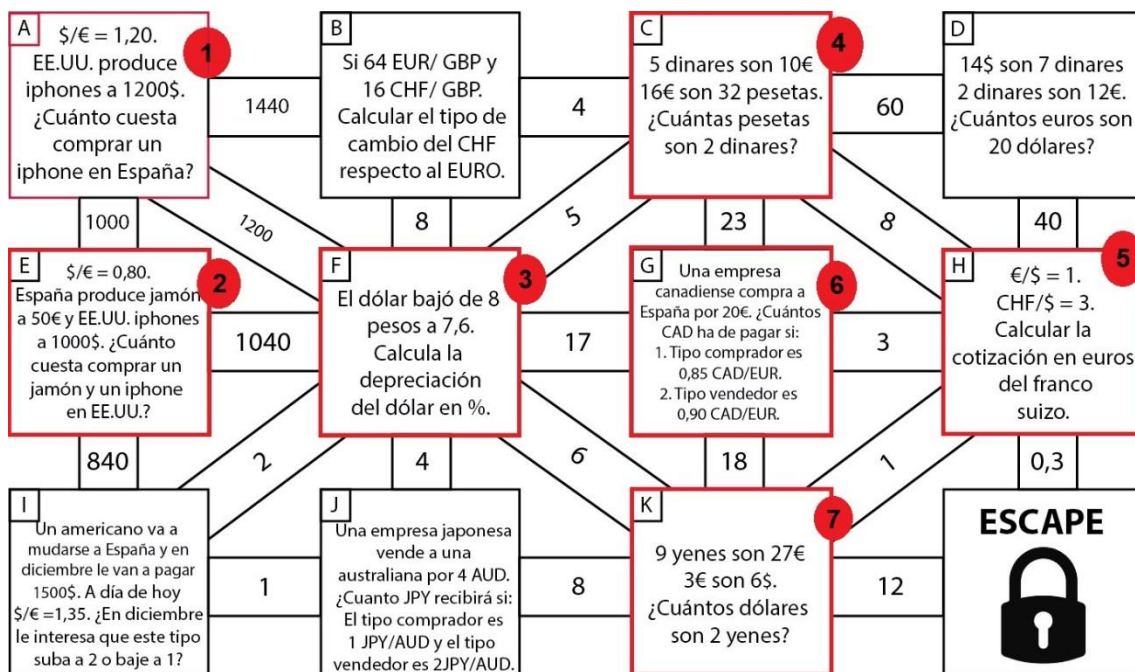 A
$/€ = 1,20.
EE.UU. produce
iphones a 1200$.
¿Cuánto cuesta
comprar un
iphone en España?
1
1440
B
Si 64 EUR/ GBP y
16 CHF/ GBP.
Calcular el tipo de
cambio del CHF
respecto al EURO.
4
C
5 dinares son 10€
16€ son 32 pesetas.
¿Cuántas pesetas
son 2 dinares?
4
60
D
14$ son 7 dinares
2 dinares son 12€.
¿Cuántos euros son
20 dólares?
1000
1200
8
5
23
8
40
E
$/€ = 0,80.
España produce jamón
a 50€ y EE.UU. iphones
a 1000$. ¿Cuánto
cuesta comprar un
jamón y un iphone
en EE.UU.?
2
1040
F
El dólar bajó de 8
pesos a 7,6.
Calcula la
depreciación
del dólar en %.
3
17
G
Una empresa
canadiense compra a
España por 20€. ¿Cuántos
CAD ha de pagar si:
1. Tipo comprador es
0,85 CAD/EUR.
2. Tipo vendedor es
0,90 CAD/EUR.
6
3
H
€/$ = 1.
CHF/$ = 3.
Calcular la
cotización en euros
del franco
suizo.
5
840
2
4
6
18
1
0,3
I
Un americano va a
mudarse a España y en
diciembre le van a pagar
1500$. A día de hoy
$/€ =1,35. ¿En diciembre
le interesa que este tipo
suba a 2 o baje a 1?
1
J
Una empresa japonesa
vende a una
australiana por 4 AUD.
¿Cuanto JPY recibirá si:
El tipo comprador es
1 JPY/AUD y el tipo
vendedor es 2JPY/AUD.
8
K
9 yenes son 27€
3€ son 6$.
¿Cuántos dólares
son 2 yenes?
7
12
ESCAPE